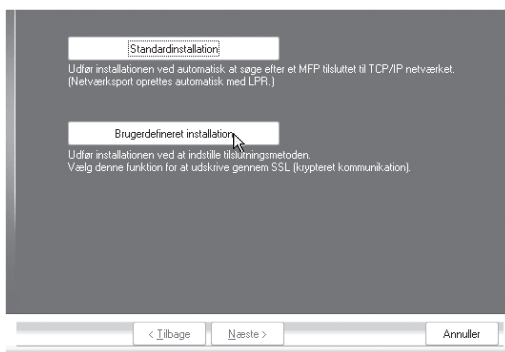 Standardinstallation
Udfør installationen ved automatisk at søge efter et MFP tilsluttet til TCP/IP netværket.
(Netværksport oprettes automatisk med LPR.)
Brugerdefineret installation
Udfør installationen ved at indstille tilslutningsmetoden.
Vælg denne funktion for at udskrive gennem SSL (krypteret kommunikation).
< Tilbage Næste > Annuller